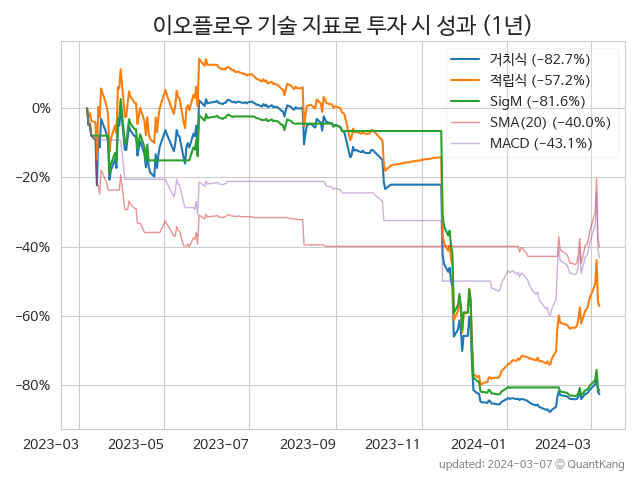 이오플로우 기술 지표로 투자 시 성과 (1년)
거치식 (−82.7%)
적립식 (−57.2%)
SigM (−81.6%)
SMA(20) (−40.0%)
MACD (−43.1%)
0%
−20%
−40%
−60%
−80%
2023−03 2023−05 2023−07 2023−09 2023−11 2024−01 2024−03
updated: 2024−03−07 © QuantKang